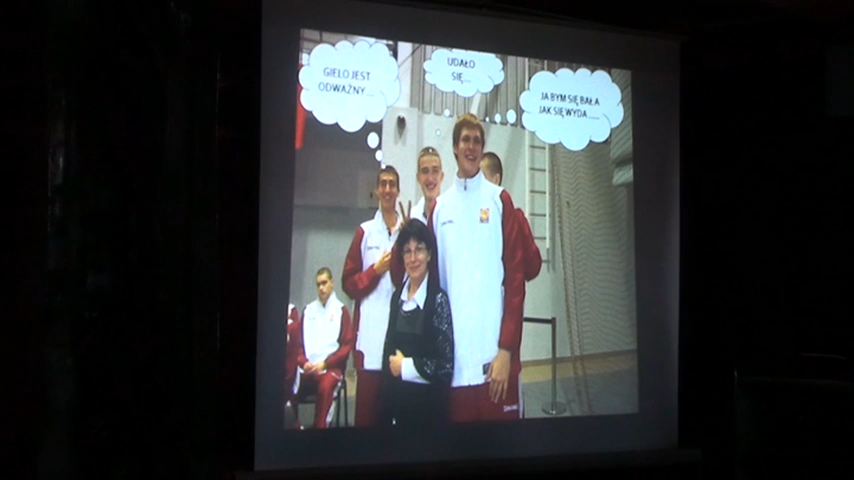 GIELO JEST
ODWAŻNY....
UDAŁO
SIĘ....
JA BYM SIĘ BAŁA
JAK SIĘ WYDA......